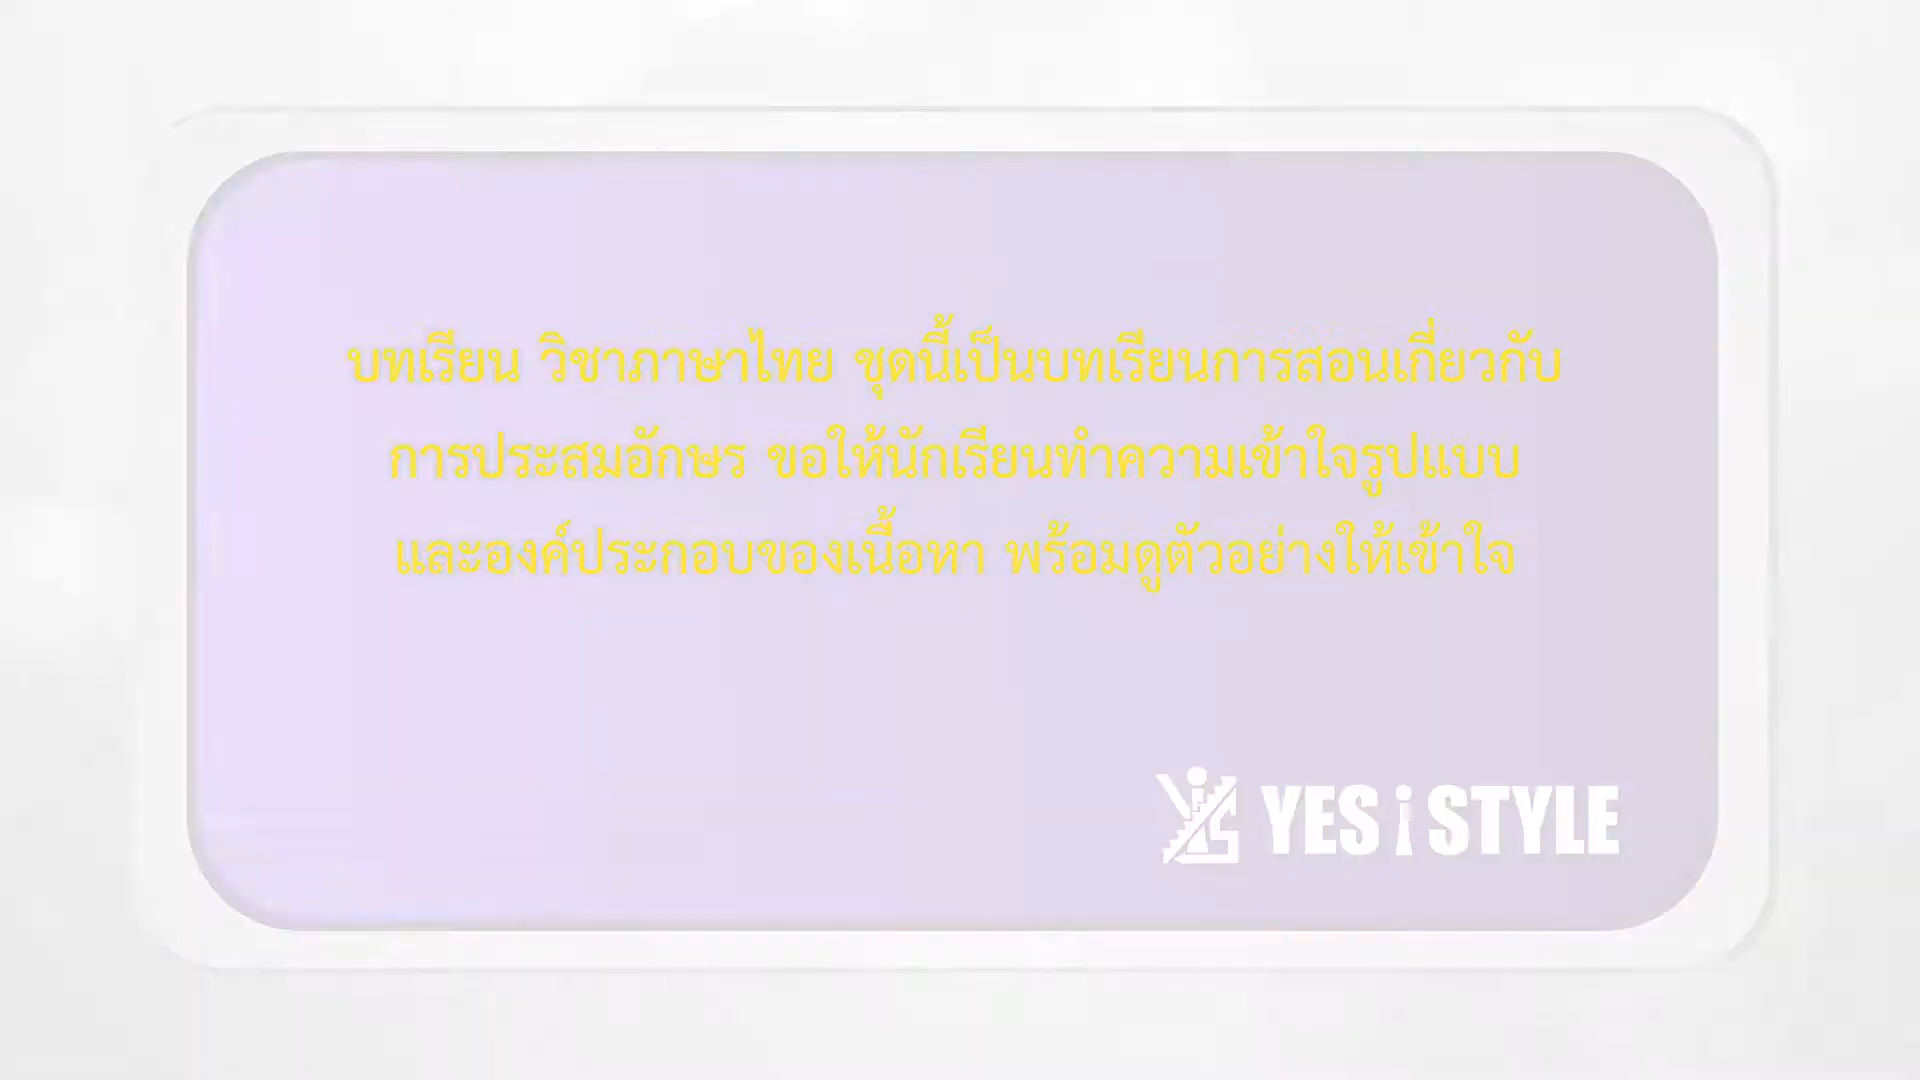 บทเรียน วิชาภาษาไทย ชุดนี้เป็นบทเรียนการสอนเกี่ยวกับ
การประสมอักษร ขอให้นักเรียนทำความเข้าใจรูปแบบ
และองค์ประกอบของเนื้อหา พร้อมดูตัวอย่างให้เข้าใจ
YES i STYLE